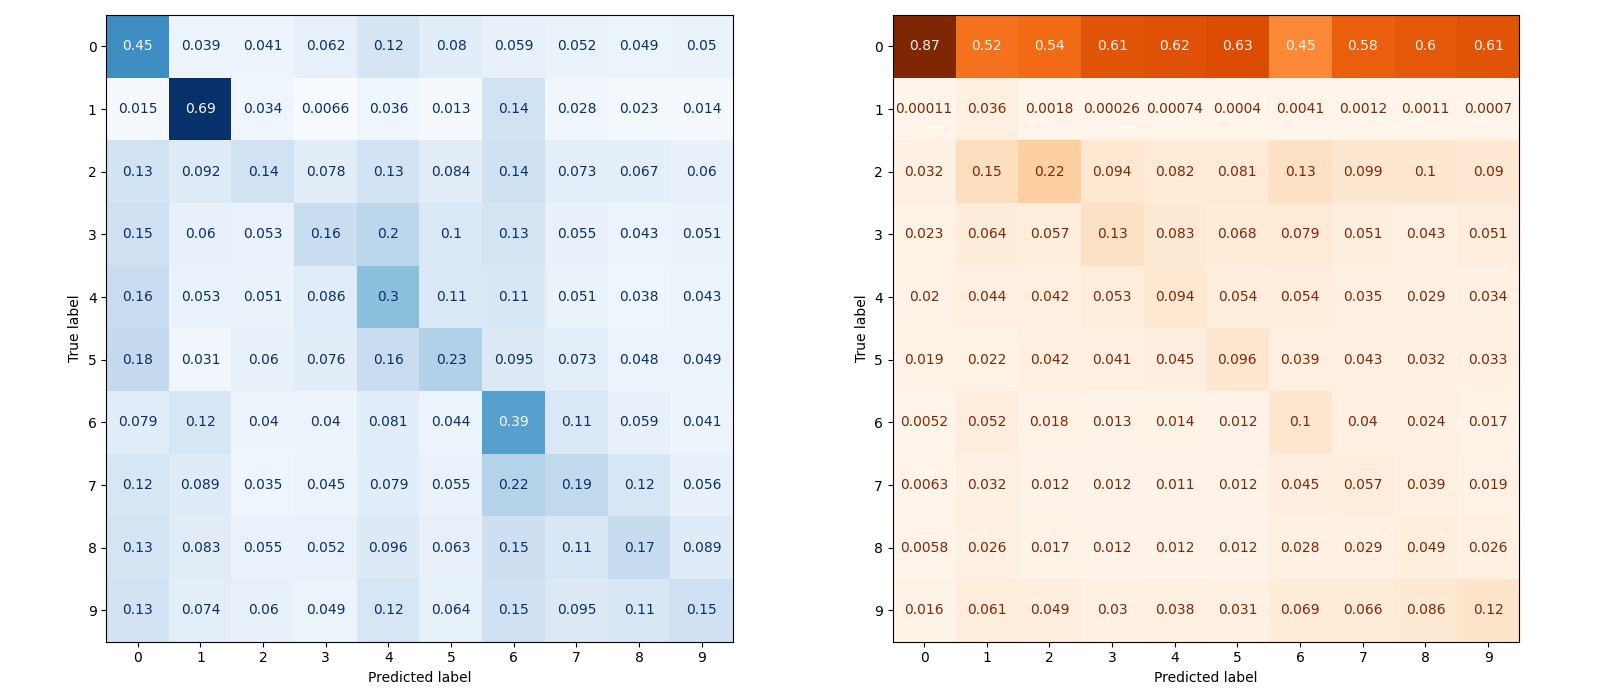 0 0.45 0.039 0.041 0.062 0.12 0.08 0.059 0.052 0.049 0.05
1 0.015 0.69 0.034 0.0066 0.036 0.013 0.14 0.028 0.023 0.014
2 0.13 0.092 0.14 0.078 0.13 0.084 0.14 0.073 0.067 0.06
3 0.15 0.06 0.053 0.16 0.2 0.1 0.13 0.055 0.043 0.051
4 0.16 0.053 0.051 0.086 0.3 0.11 0.11 0.051 0.038 0.043
True label
5 0.18 0.031 0.06 0.076 0.16 0.23 0.095 0.073 0.048 0.049
6 0.079 0.12 0.04 0.04 0.081 0.044 0.39 0.11 0.059 0.041
7 0.12 0.089 0.035 0.045 0.079 0.055 0.22 0.19 0.12 0.056
8 0.13 0.083 0.055 0.052 0.096 0.063 0.15 0.11 0.17 0.089
9 0.13 0.074 0.06 0.049 0.12 0.064 0.15 0.095 0.11 0.15
0 1 2 3 4 5 6 7 8 9
Predicted label
0 0.87 0.52 0.54 0.61 0.62 0.63 0.45 0.58 0.6 0.61
1 0.00011 0.036 0.0018 0.00026 0.00074 0.0004 0.0041 0.0012 0.0011 0.0007
2 0.032 0.15 0.22 0.094 0.082 0.081 0.13 0.099 0.1 0.09
3 0.023 0.064 0.057 0.13 0.083 0.068 0.079 0.051 0.043 0.051
4 0.02 0.044 0.042 0.053 0.094 0.054 0.054 0.035 0.029 0.034
True label
5 0.019 0.022 0.042 0.041 0.045 0.096 0.039 0.043 0.032 0.033
6 0.0052 0.052 0.018 0.013 0.014 0.012 0.1 0.04 0.024 0.017
7 0.0063 0.032 0.012 0.012 0.011 0.012 0.045 0.057 0.039 0.019
8 0.0058 0.026 0.017 0.012 0.012 0.012 0.028 0.029 0.049 0.026
9 0.016 0.061 0.049 0.03 0.038 0.031 0.069 0.066 0.086 0.12
0 1 2 3 4 5 6 7 8 9
Predicted label